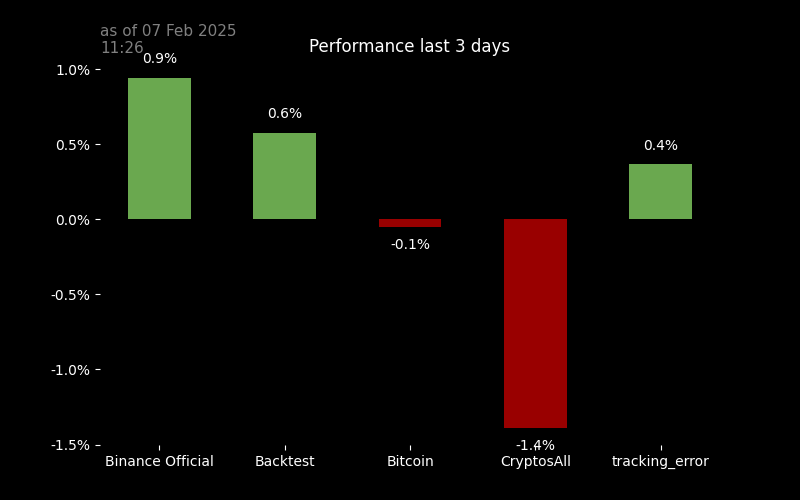 as of 07 Feb 2025
11:26
Performance last 3 days
1.0%
0.5%
0.0%
-0.5%
-1.0%
-1.5%
0.9%
0.6%
-0.1%
-1.4%
0.4%
Binance Official
Backtest
Bitcoin
CryptosAll
tracking_error